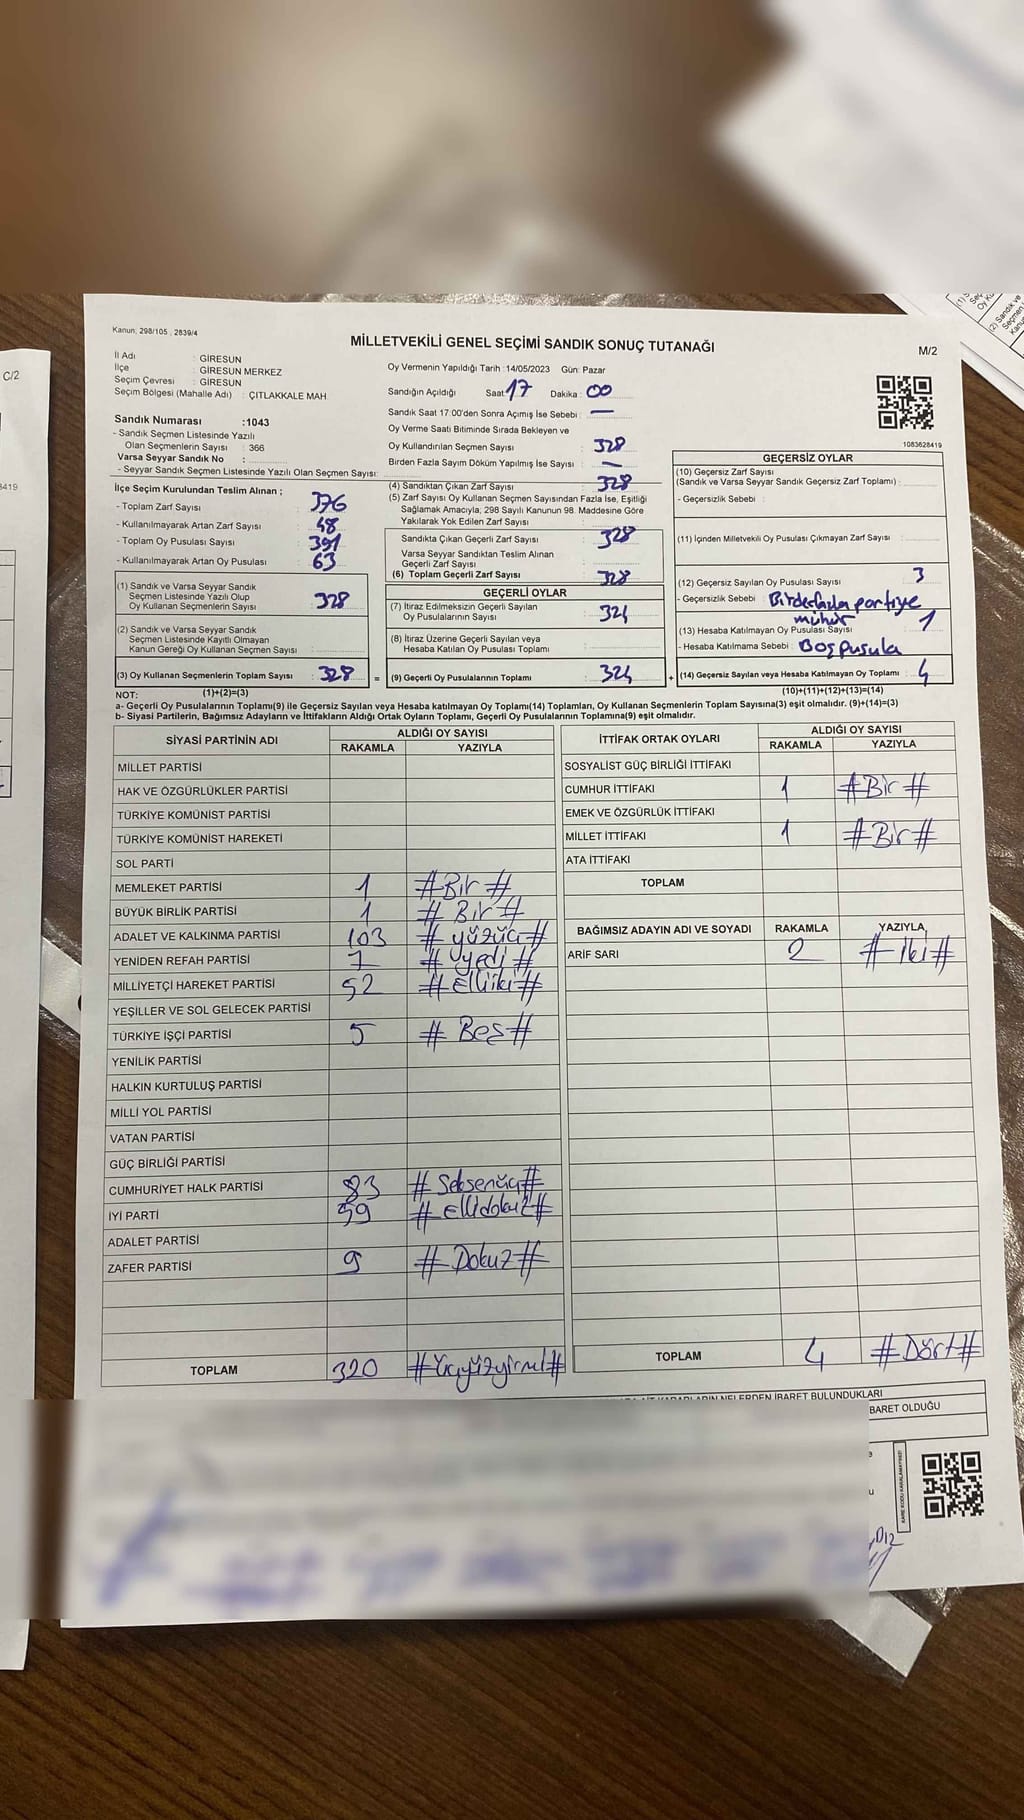 Kanun; 298/105 , 2839/4
MİLLETVEKİLİ GENEL SEÇİMİ SANDIK SONUÇ TUTANAĞI
M/2
C/2
İl Adı : GİRESUN
İlçe : GİRESUN MERKEZ
Seçim Çevresi : GİRESUN
Seçim Bölgesi (Mahalle Adı) : ÇITLAKKALE MAH.
Sandık Numarası :1043
- Sandık Seçmen Listesinde Yazılı
Olan Seçmenlerin Sayısı : 366
Varsa Seyyar Sandık No :
- Seyyar Sandık Seçmen Listesinde Yazılı Olan Seçmen Sayısı:
Oy Vermenin Yapıldığı Tarih : 14/05/2023 Gün: Pazar
Sandığın Açıldığı Saat 17 Dakika : 00
Sandık Saat 17:00'den Sonra Açımış İse Sebebi : —
Oy Verme Saati Bitiminde Sırada Bekleyen ve
Oy Kullandırılan Seçmen Sayısı : 328
Birden Fazla Sayım Döküm Yapılmış İse Sayısı : —
1083628419
İlçe Seçim Kurulundan Teslim Alınan ;
- Toplam Zarf Sayısı : 376
- Kullanılmayarak Artan Zarf Sayısı : 48
- Toplam Oy Pusulası Sayısı : 391
- Kullanılmayarak Artan Oy Pusulası : 63
(1) Sandık ve Varsa Seyyar Sandık
Seçmen Listesinde Yazılı Olup
Oy Kullanan Seçmenlerin Sayısı : 328
(2) Sandık ve Varsa Seyyar Sandık
Seçmen Listesinde Kayıtlı Olmayan
Kanun Gereği Oy Kullanan Seçmen Sayısı :
(3) Oy Kullanan Seçmenlerin Toplam Sayısı : 328
(4) Sandıktan Çıkan Zarf Sayısı : 328
(5) Zarf Sayısı Oy Kullanan Seçmen Sayısından Fazla İse, Eşitliği
Sağlamak Amacıyla, 298 Sayılı Kanunun 98. Maddesine Göre
Yakılarak Yok Edilen Zarf Sayısı :
Sandıkta Çıkan Geçerli Zarf Sayısı : 328
Varsa Seyyar Sandıktan Teslim Alınan
Geçerli Zarf Sayısı :
(6) Toplam Geçerli Zarf Sayısı : 328
GEÇERLİ OYLAR
(7) İtiraz Edilmeksizin Geçerli Sayılan
Oy Pusulalarının Sayısı : 324
(8) İtiraz Üzerine Geçerli Sayılan veya
Hesaba Katılan Oy Pusulası Toplamı :
= (9) Geçerli Oy Pusulalarının Toplamı : 324
GEÇERSİZ OYLAR
(10) Geçersiz Zarf Sayısı
(Sandık ve Varsa Seyyar Sandık Geçersiz Zarf Toplamı) :
- Geçersizlik Sebebi :
(11) İçinden Milletvekili Oy Pusulası Çıkmayan Zarf Sayısı :
(12) Geçersiz Sayılan Oy Pusulası Sayısı : 3
- Geçersizlik Sebebi : Birden fazla partiye
mühür
(13) Hesaba Katılmayan Oy Pusulası Sayısı : 1
- Hesaba Katılmama Sebebi : Boş pusula
+ (14) Geçersiz Sayılan veya Hesaba Katılmayan Oy Toplamı : 4
NOT: (1)+(2)=(3) (10)+(11)+(12)+(13)=(14)
a- Geçerli Oy Pusulalarının Toplamı(9) ile Geçersiz Sayılan veya Hesaba katılmayan Oy Toplamı(14) Toplamları, Oy Kullanan Seçmenlerin Toplam Sayısına(3) eşit olmalıdır. (9)+(14)=(3)
b- Siyasi Partilerin, Bağımsız Adayların ve İttifakların Aldığı Ortak Oyların Toplamı, Geçerli Oy Pusulalarının Toplamına(9) eşit olmalıdır.
SİYASİ PARTİNİN ADI ALDIĞI OY SAYISI
RAKAMLA YAZIYLA
MİLLET PARTİSİ
HAK VE ÖZGÜRLÜKLER PARTİSİ
TÜRKİYE KOMÜNİST PARTİSİ
TÜRKİYE KOMÜNİST HAREKETİ
SOL PARTİ
MEMLEKET PARTİSİ 1 #Bir#
BÜYÜK BİRLİK PARTİSİ 1 #Bir#
ADALET VE KALKINMA PARTİSİ 103 #yüzüç#
YENİDEN REFAH PARTİSİ 7 #yedi#
MİLLİYETÇİ HAREKET PARTİSİ 52 #Elliiki#
YEŞİLLER VE SOL GELECEK PARTİSİ
TÜRKİYE İŞÇİ PARTİSİ 5 #Beş#
YENİLİK PARTİSİ
HALKIN KURTULUŞ PARTİSİ
MİLLİ YOL PARTİSİ
VATAN PARTİSİ
GÜÇ BİRLİĞİ PARTİSİ
CUMHURİYET HALK PARTİSİ 83 #Seksenüç#
İYİ PARTİ 59 #Ellidokuz#
ADALET PARTİSİ
ZAFER PARTİSİ 9 #Dokuz#
TOPLAM 320 #Üçyüzyirmi#
İTTİFAK ORTAK OYLARI ALDIĞI OY SAYISI
RAKAMLA YAZIYLA
SOSYALİST GÜÇ BİRLİĞİ İTTİFAKI
CUMHUR İTTİFAKI 1 #Bir#
EMEK VE ÖZGÜRLÜK İTTİFAKI
MİLLET İTTİFAKI 1 #Bir#
ATA İTTİFAKI
TOPLAM
BAĞIMSIZ ADAYIN ADI VE SOYADI RAKAMLA YAZIYLA
ARİF SARI 2 #İki#
TOPLAM 4 #Dört#
NELERDEN İBARET BULUNDUKLARI
BARET OLDUĞU